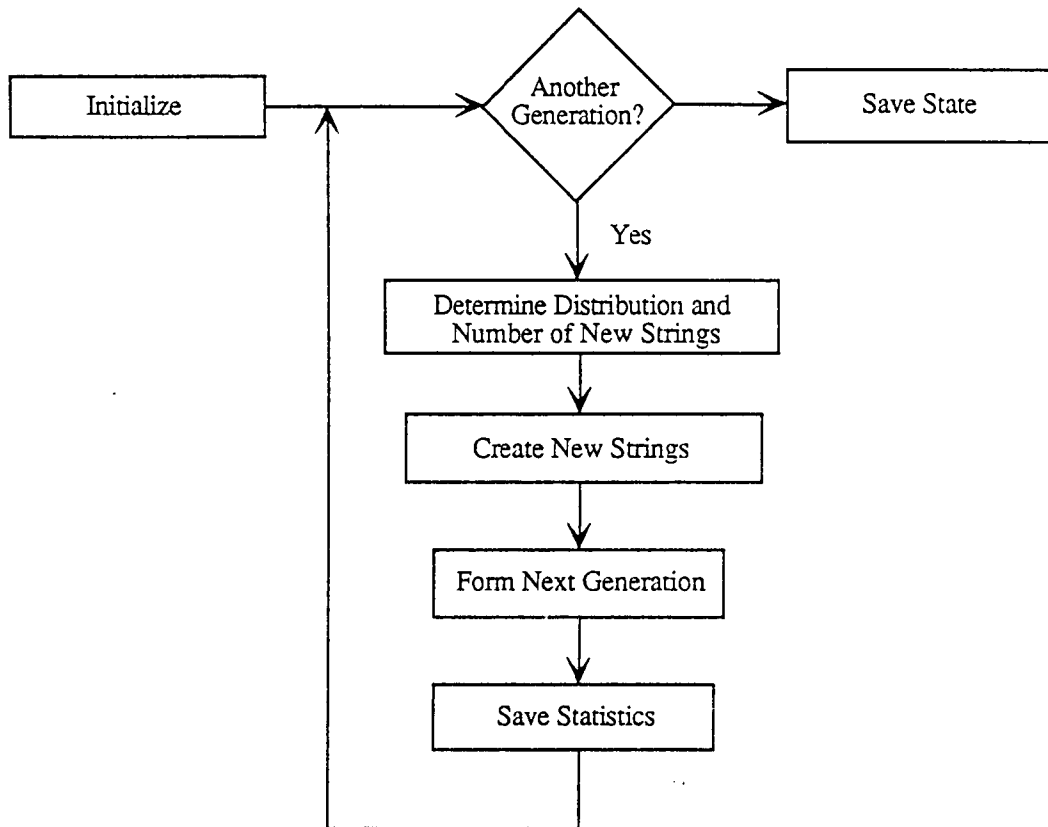 Initialize
Another
Generation?
Save State
Yes
Determine Distribution and
Number of New Strings
Create New Strings
Form Next Generation
Save Statistics